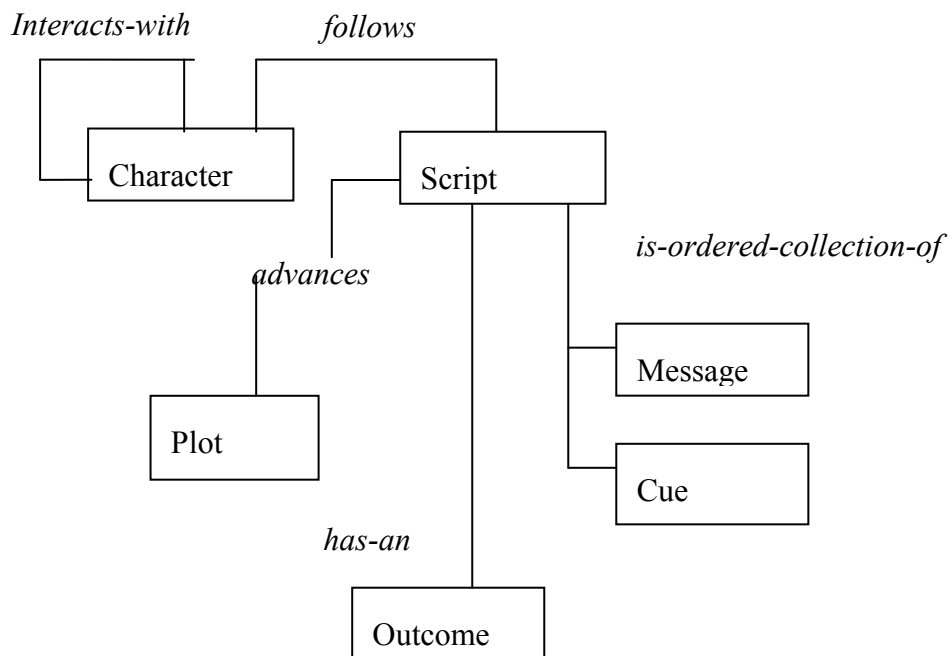 Interacts-with
follows
Character
Script
is-ordered-collection-of
advances
Message
Plot
Cue
has-an
Outcome